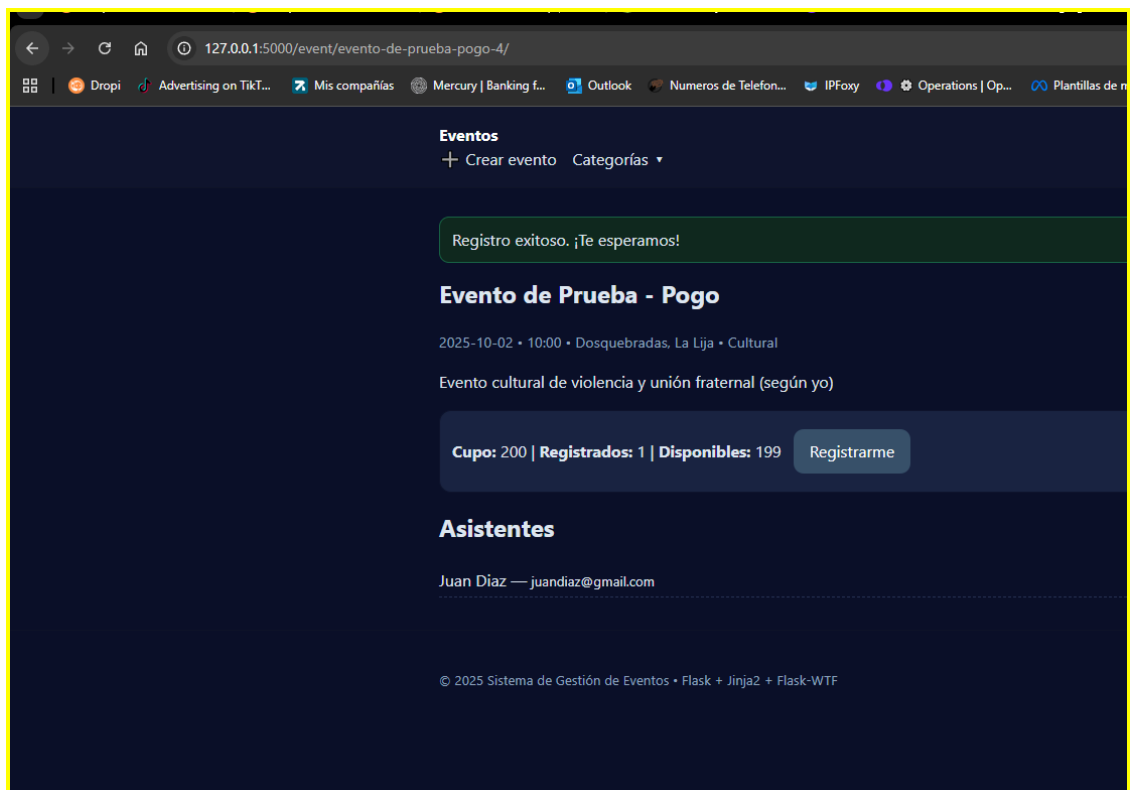 127.0.0.1:5000/event/evento-de-prueba-pogo-4/
Dropi Advertising on TikT... Mis compañías Mercury | Banking f... Outlook Numeros de Telefon... IPFoxy Operations | Op... Plantillas de m
Eventos
+ Crear evento Categorías ▾
Registro exitoso. ¡Te esperamos!
Evento de Prueba - Pogo
2025-10-02 • 10:00 • Dosquebradas, La Lija • Cultural
Evento cultural de violencia y unión fraternal (según yo)
Cupo: 200 | Registrados: 1 | Disponibles: 199 Registrarme
Asistentes
Juan Diaz — juandiaz@gmail.com
© 2025 Sistema de Gestión de Eventos • Flask + Jinja2 + Flask-WTF